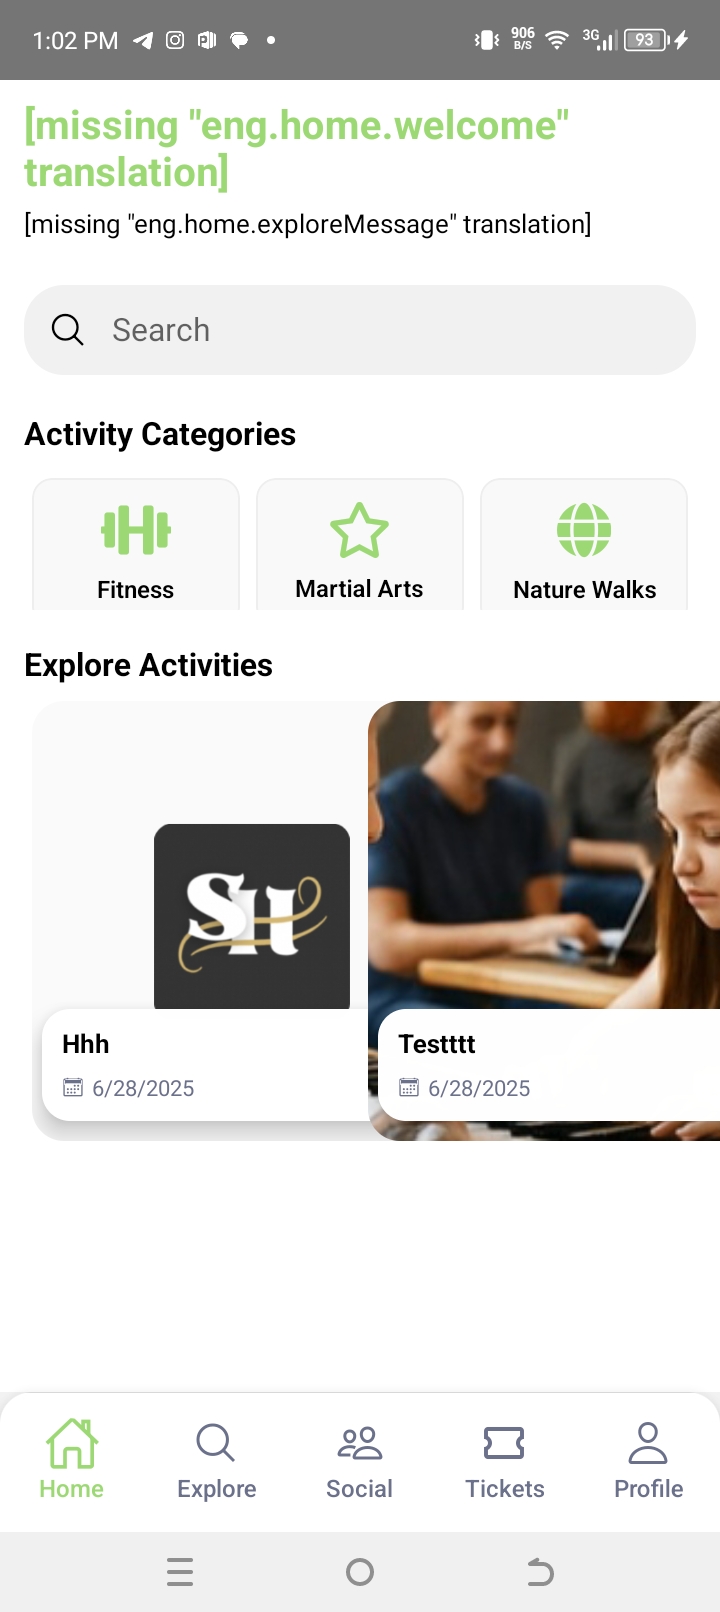 1:02 PM
906
B/S
3G
93
[missing "eng.home.welcome"
translation]
[missing "eng.home.exploreMessage" translation]
Search
Activity Categories
Fitness
Martial Arts
Nature Walks
Explore Activities
SH
Hhh
6/28/2025
Testttt
6/28/2025
Home
Explore
Social
Tickets
Profile